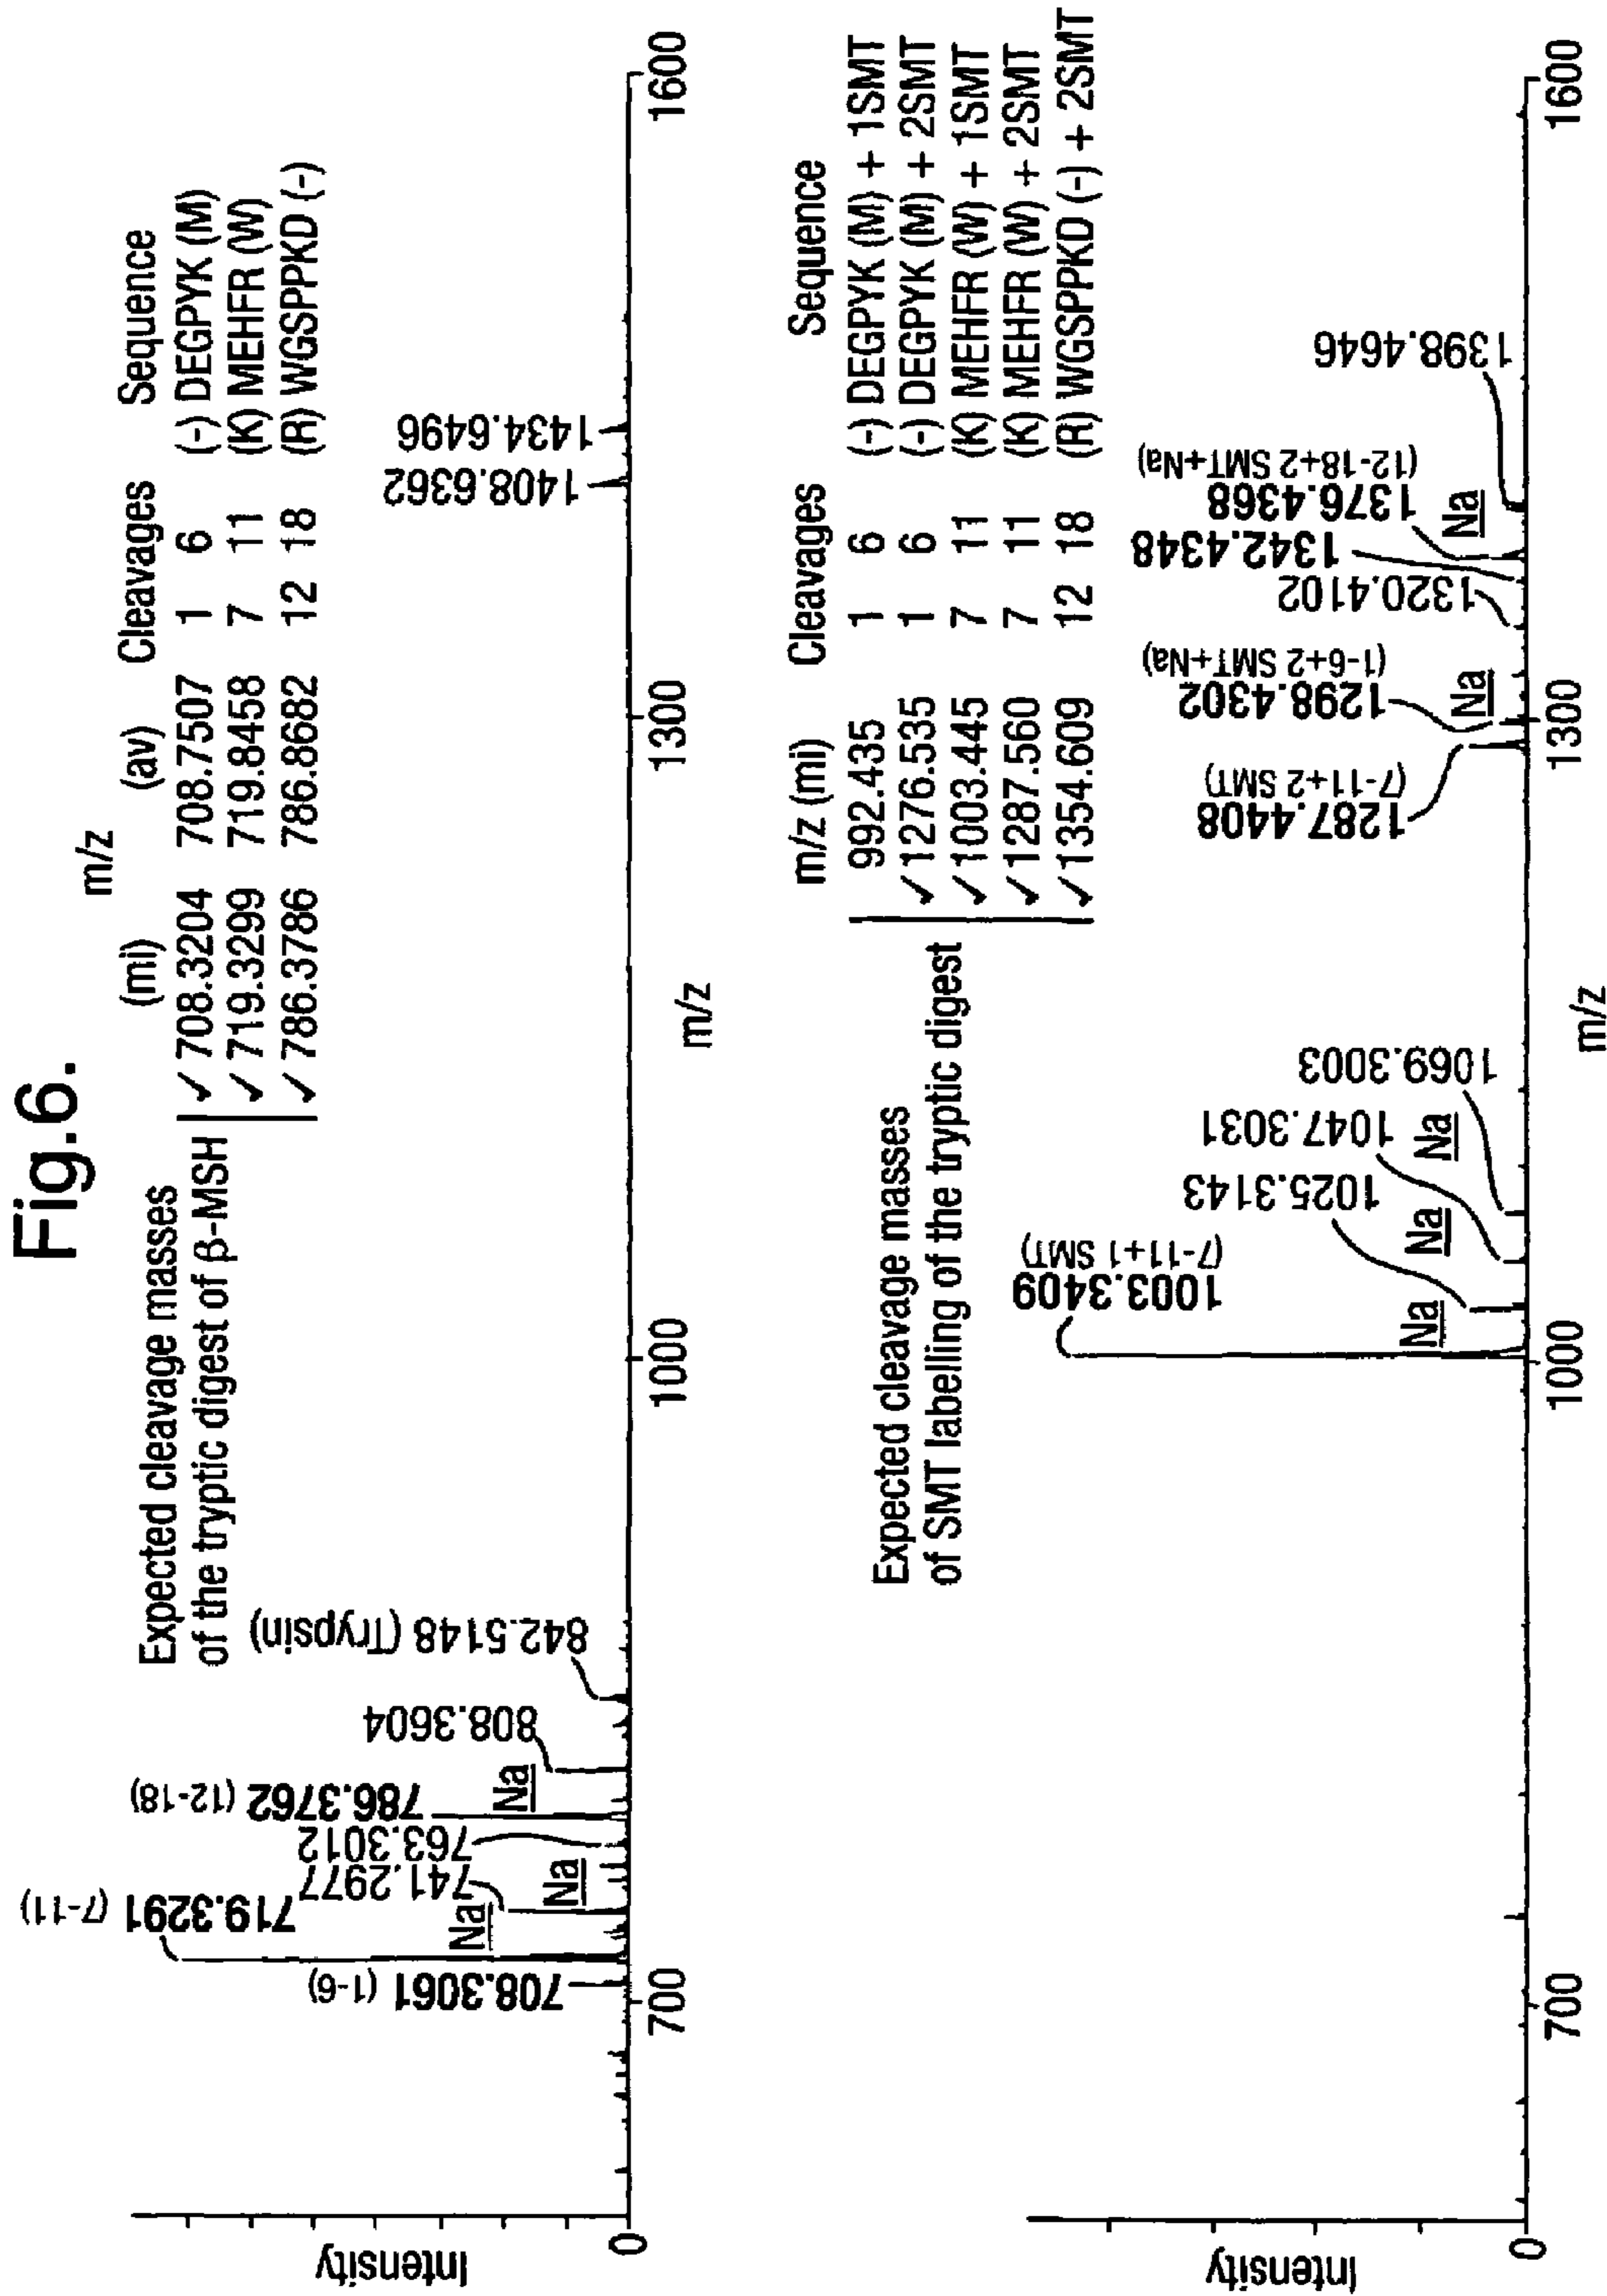 Fig.6.
Expected cleavage masses
of the tryptic digest of β-MSH
m/z
(mi) (av) Cleavages Sequence
✓ 708.3204 708.7507 1 6 (-) DEGPYK (M)
✓ 719.3299 719.8458 7 11 (K) MEHFR (W)
✓ 786.3786 786.8682 12 18 (R) WGSPPKD (-)
Intensity
0
708.3061 (1-6)
719.3291 (7-11)
Na
741.2977
Na
763.3012
786.3762 (12-18)
Na
808.3604
842.5148 (Trypsin)
1408.6362
1434.6496
700
1000
1300
1600
m/z
Expected cleavage masses
of SMT labelling of the tryptic digest
m/z (mi) Cleavages Sequence
992.435 1 6 (-) DEGPYK (M) + 1SMT
✓ 1276.535 1 6 (-) DEGPYK (M) + 2SMT
✓ 1003.445 7 11 (K) MEHFR (W) + 1SMT
✓ 1287.560 7 11 (K) MEHFR (W) + 2SMT
✓ 1354.609 12 18 (R) WGSPPKD (-) + 2SMT
Intensity
0
1003.3409
(7-11+1 SMT)
Na
1025.3143
Na
1047.3031
Na
1069.3003
1287.4408
(7-11+2 SMT)
1298.4302
(1-6+2 SMT+Na)
Na
1320.4102
1342.4348
1376.4368
(12-18+2 SMT+Na)
Na
1398.4646
700
1000
1300
1600
m/z